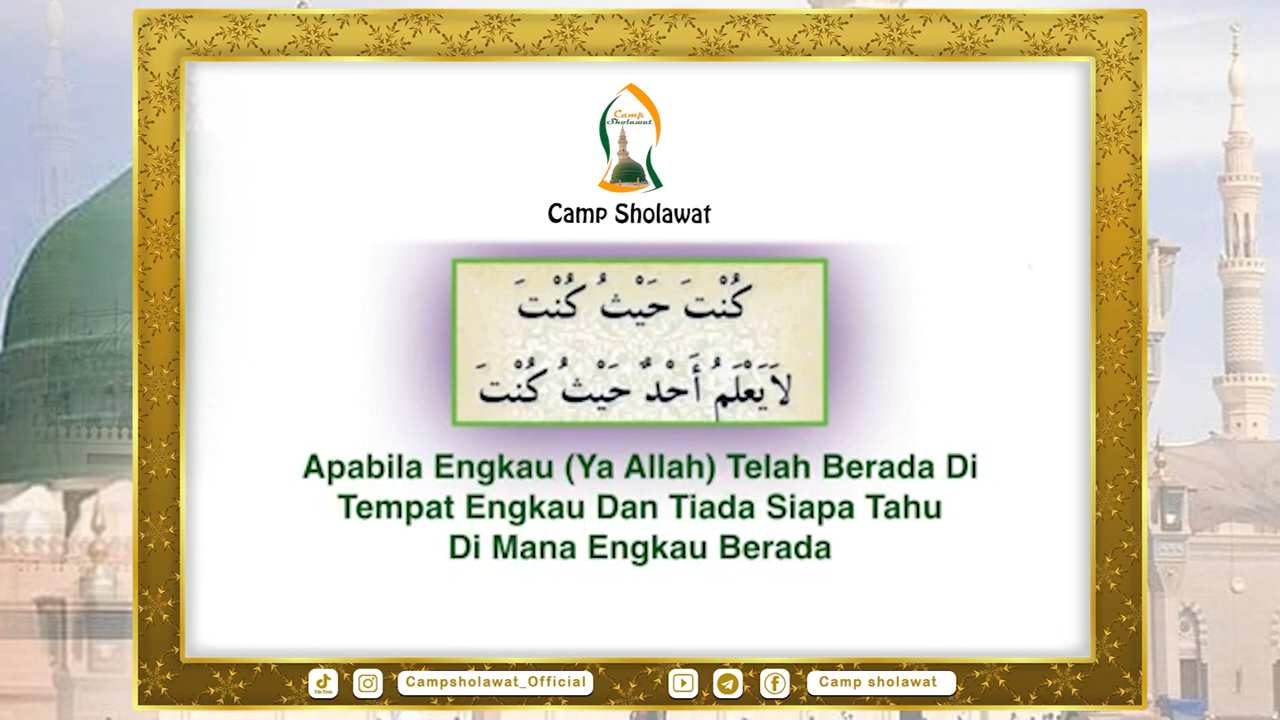 Camp
Sholawat
Camp Sholawat
كُنْتَ حَيْثُ كُنْتَ
لاَيَعْلَمُ أَحْدٌ حَيْثُ كُنْتَ
Apabila Engkau (Ya Allah) Telah Berada Di
Tempat Engkau Dan Tiada Siapa Tahu
Di Mana Engkau Berada
TikTok
Campsholawat_Official
Camp sholawat